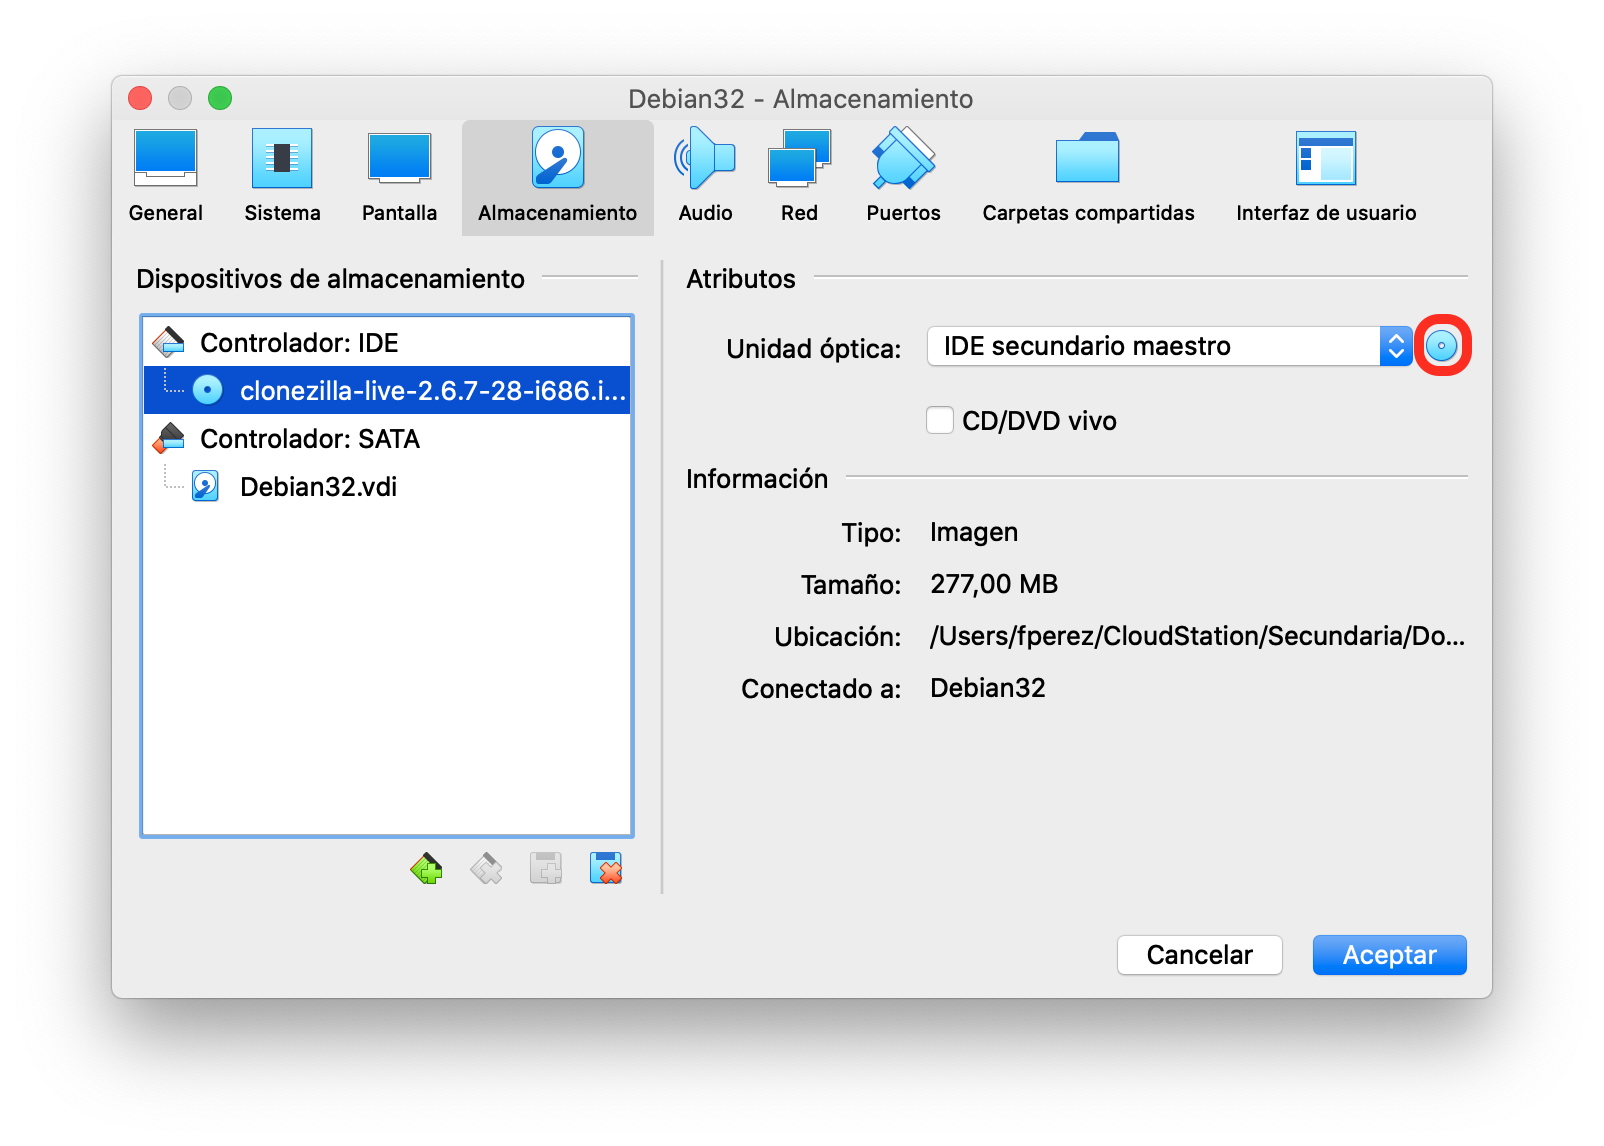 Debian32 - Almacenamiento
General
Sistema
Pantalla
Almacenamiento
Audio
Red
Puertos
Carpetas compartidas
Interfaz de usuario
Dispositivos de almacenamiento
Controlador: IDE
clonezilla-live-2.6.7-28-i686.i...
Controlador: SATA
Debian32.vdi
Atributos
Unidad óptica: IDE secundario maestro
CD/DVD vivo
Información
Tipo: Imagen
Tamaño: 277,00 MB
Ubicación: /Users/fperez/CloudStation/Secundaria/Do...
Conectado a: Debian32
Cancelar
Aceptar